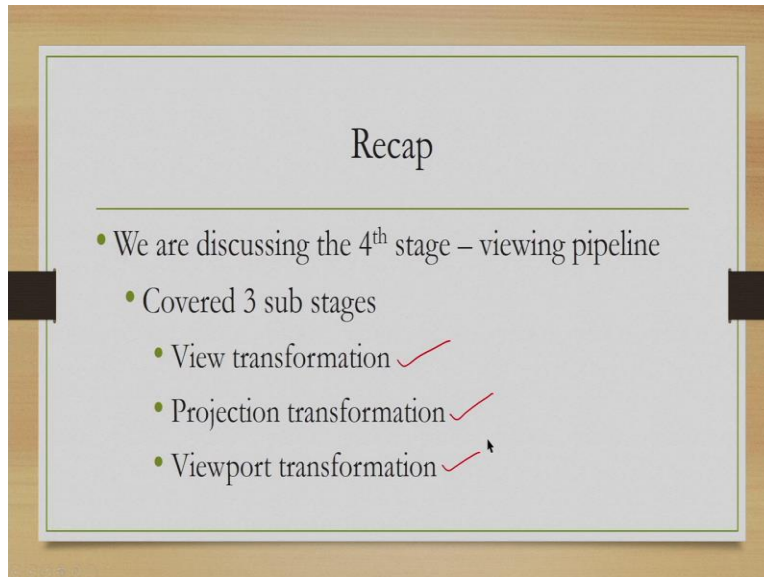 Recap
• We are discussing the 4th stage – viewing pipeline
• Covered 3 sub stages
• View transformation
• Projection transformation
• Viewport transformation